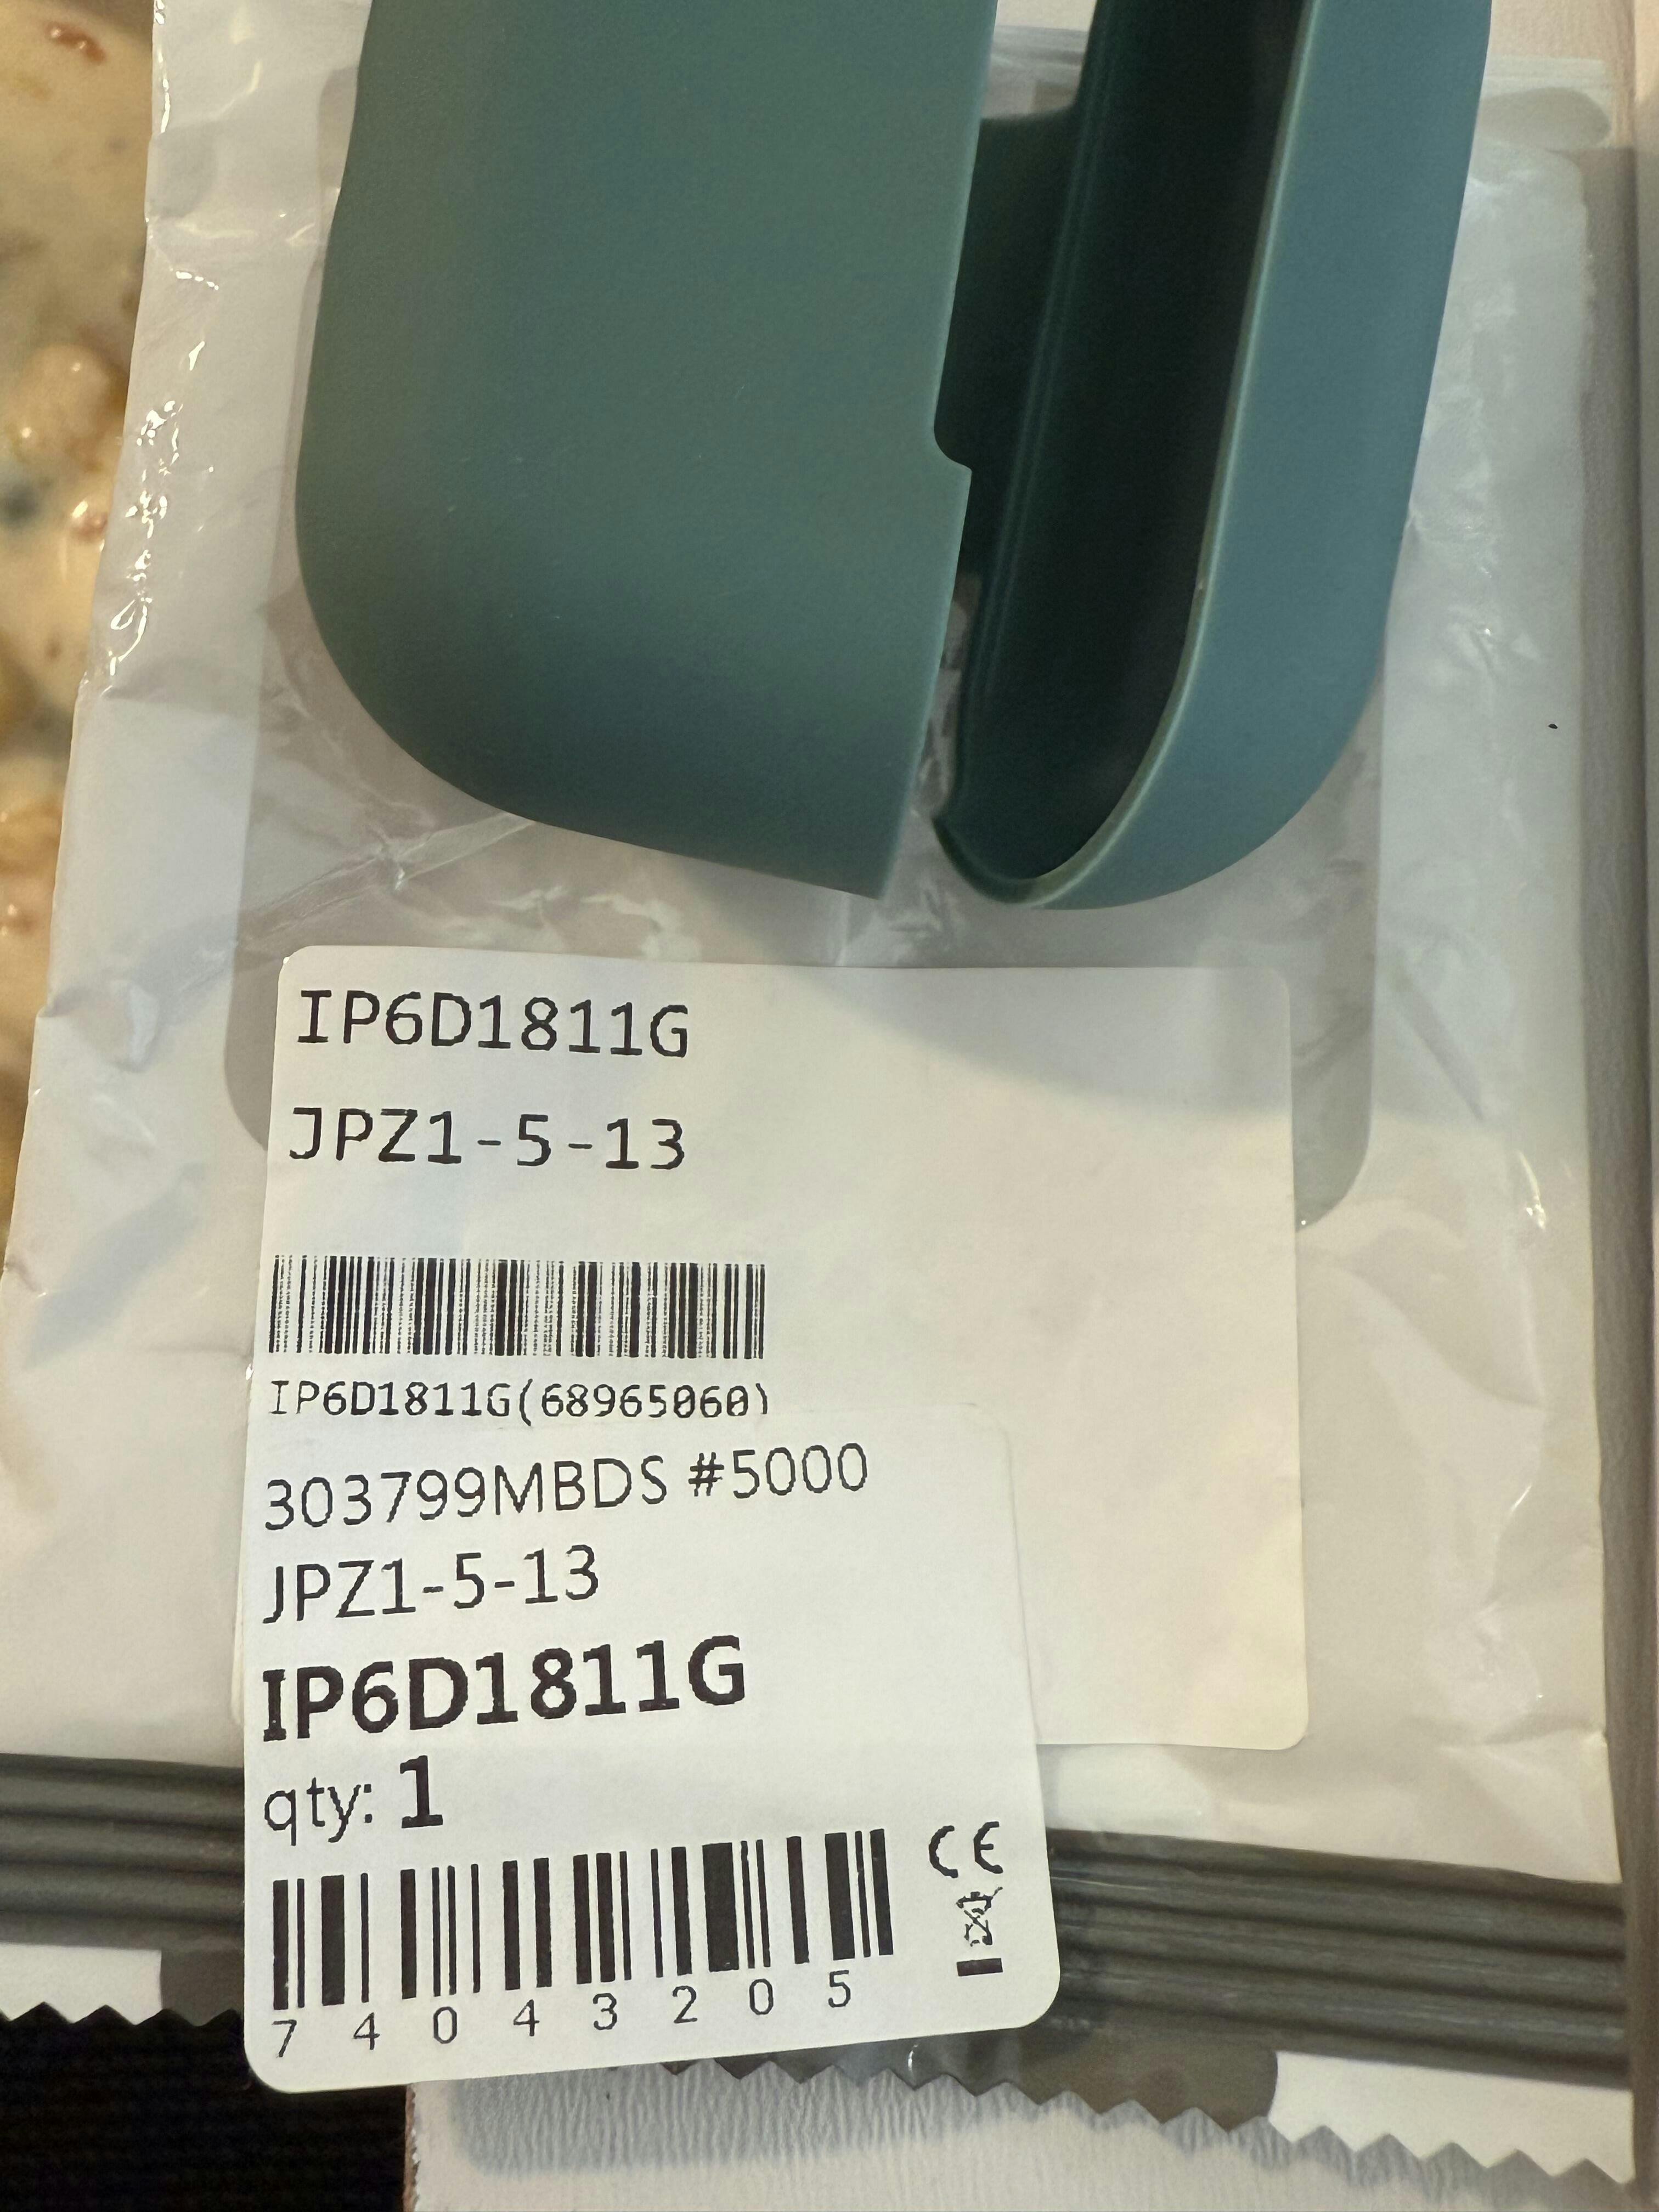 IP6D1811G
JPZ1-5-13
IP6D1811G(68965060)
303799MBDS #5000
JPZ1-5-13
IP6D1811G
qty: 1
CE
7 4 0 4 3 2 0 5